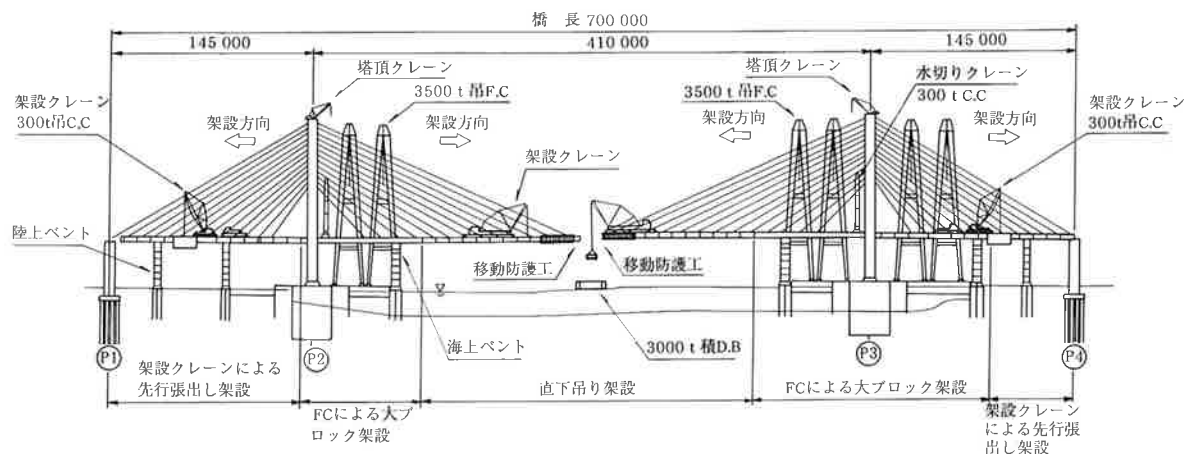 橋 長 700 000
145 000
410 000
145 000
塔頂クレーン
3500 t 吊F.C
架設クレーン
300t吊C.C
架設方向
架設方向
架設クレーン
塔頂クレーン
水切りクレーン
300 t C.C
3500 t 吊F.C
架設方向
架設方向
架設クレーン
300t吊C.C
陸上ベント
移動防護工
移動防護工
海上ベント
3000 t 積D.B
P1
P2
P3
P4
架設クレーンによる
先行張出し架設
FCによる大ブ
ロック架設
直下吊り架設
FCによる大ブロック架設
架設クレーン
による先行張
出し架設